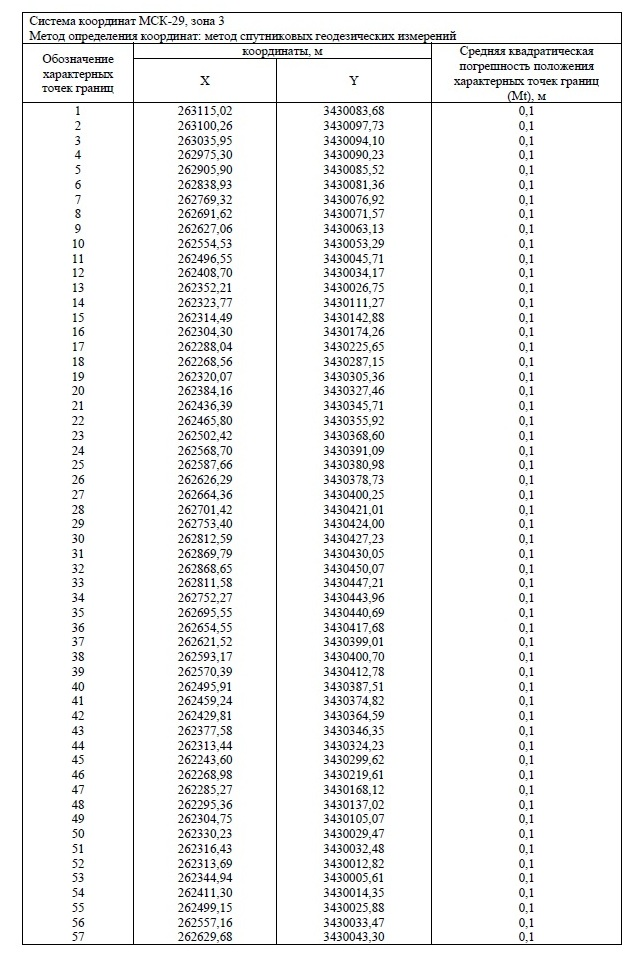 Система координат МСК-29, зона 3
Метод определения координат: метод спутниковых геодезических измерений
Обозначение характерных точек границ
координаты, м
Средняя квадратическая погрешность положения характерных точек границ (Mt), м
X Y
1 263115,02 3430083,68 0,1
2 263100,26 3430097,73 0,1
3 263035,95 3430094,10 0,1
4 262975,30 3430090,23 0,1
5 262905,90 3430085,52 0,1
6 262838,93 3430081,36 0,1
7 262769,32 3430076,92 0,1
8 262691,62 3430071,57 0,1
9 262627,06 3430063,13 0,1
10 262554,53 3430053,29 0,1
11 262496,55 3430045,71 0,1
12 262408,70 3430034,17 0,1
13 262352,21 3430026,75 0,1
14 262323,77 3430111,27 0,1
15 262314,49 3430142,88 0,1
16 262304,30 3430174,26 0,1
17 262288,04 3430225,65 0,1
18 262268,56 3430287,15 0,1
19 262320,07 3430305,36 0,1
20 262384,16 3430327,46 0,1
21 262436,39 3430345,71 0,1
22 262465,80 3430355,92 0,1
23 262502,42 3430368,60 0,1
24 262568,70 3430391,09 0,1
25 262587,66 3430380,98 0,1
26 262626,29 3430378,73 0,1
27 262664,36 3430400,25 0,1
28 262701,42 3430421,01 0,1
29 262753,40 3430424,00 0,1
30 262812,59 3430427,23 0,1
31 262869,79 3430430,05 0,1
32 262868,65 3430450,07 0,1
33 262811,58 3430447,21 0,1
34 262752,27 3430443,96 0,1
35 262695,55 3430440,69 0,1
36 262654,55 3430417,68 0,1
37 262621,52 3430399,01 0,1
38 262593,17 3430400,70 0,1
39 262570,39 3430412,78 0,1
40 262495,91 3430387,51 0,1
41 262459,24 3430374,82 0,1
42 262429,81 3430364,59 0,1
43 262377,58 3430346,35 0,1
44 262313,44 3430324,23 0,1
45 262243,60 3430299,62 0,1
46 262268,98 3430219,61 0,1
47 262285,27 3430168,12 0,1
48 262295,36 3430137,02 0,1
49 262304,75 3430105,07 0,1
50 262330,23 3430029,47 0,1
51 262316,43 3430032,48 0,1
52 262313,69 3430012,82 0,1
53 262344,94 3430005,61 0,1
54 262411,30 3430014,35 0,1
55 262499,15 3430025,88 0,1
56 262557,16 3430033,47 0,1
57 262629,68 3430043,30 0,1